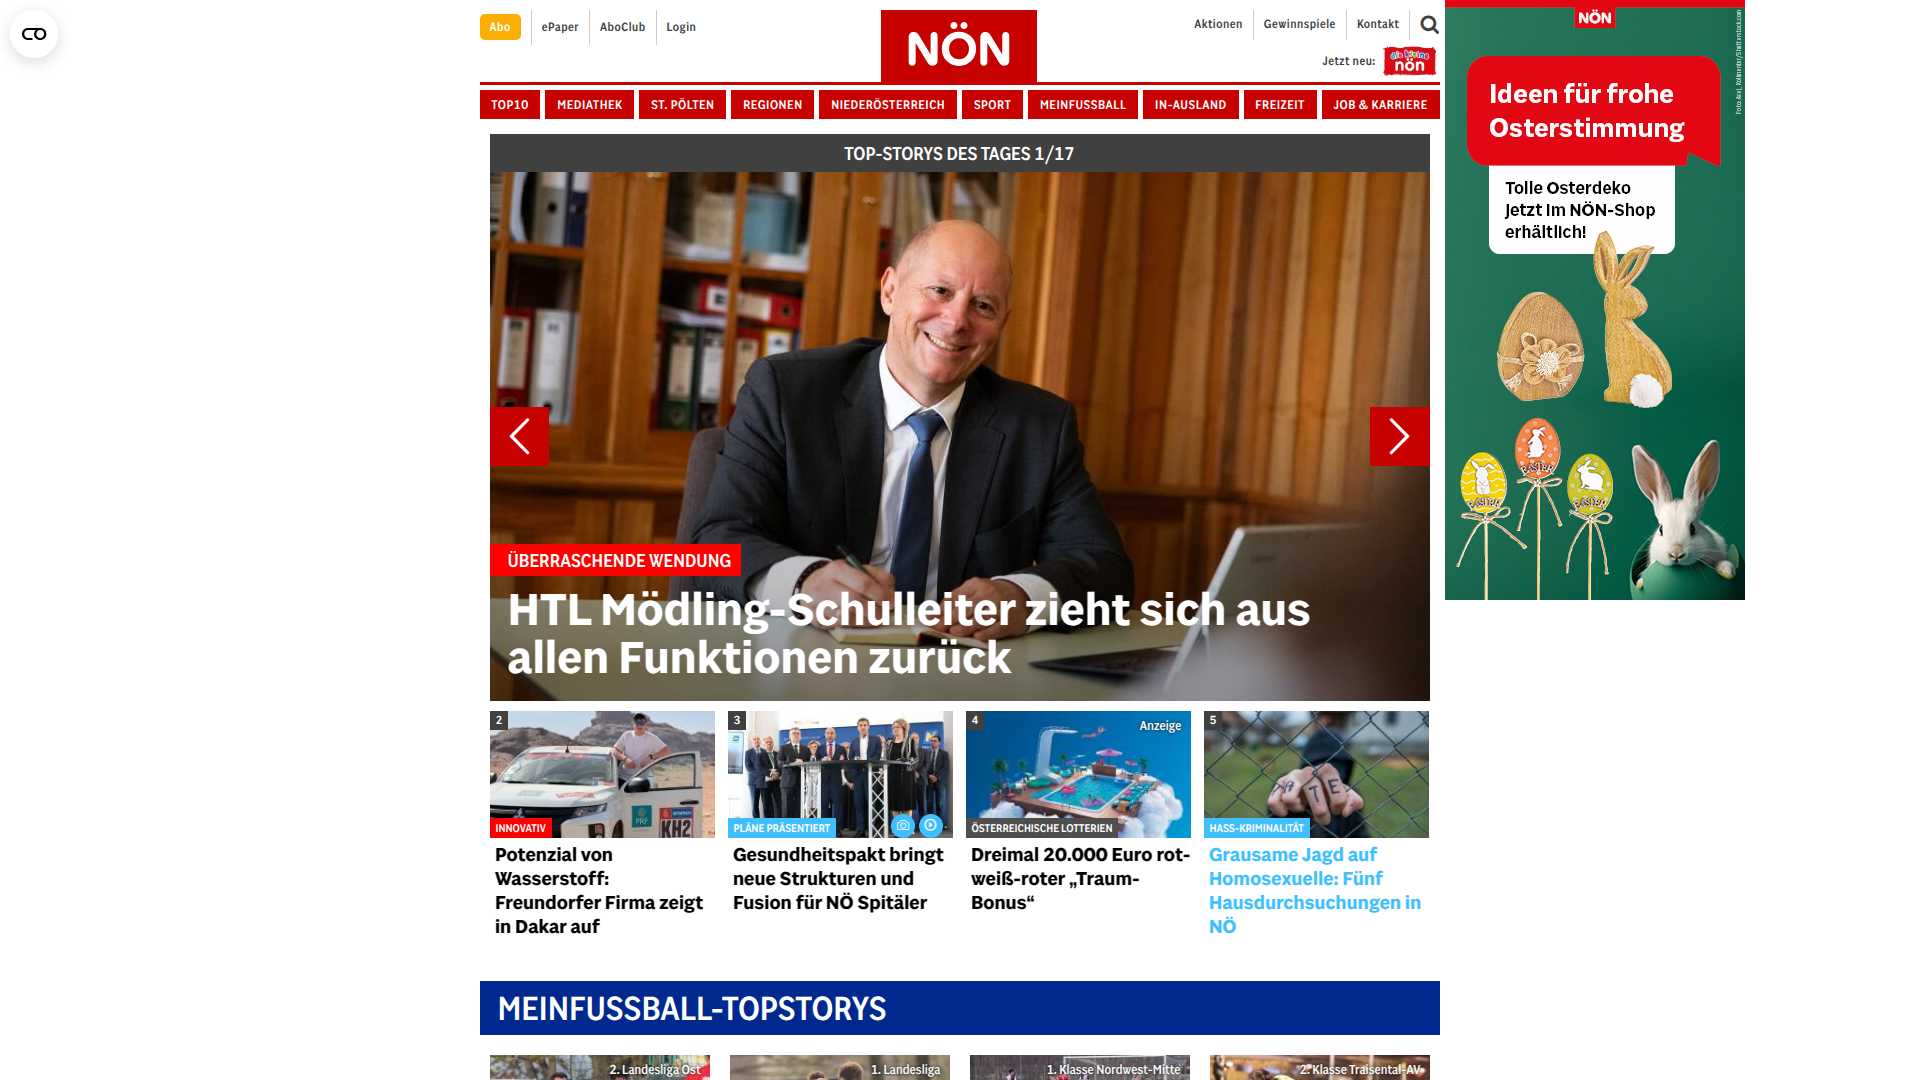 Abo
ePaper
AboClub
Login
NÖN
Aktionen
Gewinnspiele
Kontakt
Jetzt neu:
die kleine
nön
TOP10
MEDIATHEK
ST. PÖLTEN
REGIONEN
NIEDERÖSTERREICH
SPORT
MEINFUSSBALL
IN-AUSLAND
FREIZEIT
JOB & KARRIERE
TOP-STORYS DES TAGES 1/17
ÜBERRASCHENDE WENDUNG
HTL Mödling-Schulleiter zieht sich aus
allen Funktionen zurück
2
INNOVATIV
Potenzial von
Wasserstoff:
Freundorfer Firma zeigt
in Dakar auf
3
PLÄNE PRÄSENTIERT
Gesundheitspakt bringt
neue Strukturen und
Fusion für NÖ Spitäler
4
Anzeige
ÖSTERREICHISCHE LOTTERIEN
Dreimal 20.000 Euro rot-
weiß-roter „Traum-
Bonus“
5
HASS-KRIMINALITÄT
Grausame Jagd auf
Homosexuelle: Fünf
Hausdurchsuchungen in
NÖ
MEINFUSSBALL-TOPSTORYS
2. Landesliga Ost
1. Landesliga
1. Klasse Nordwest-Mitte
2. Klasse Traisental-AV
NÖN
Ideen für frohe
Osterstimmung
Tolle Osterdeko
jetzt im NÖN-Shop
erhältlich!
EASTER
EASTER
EASTER
KH2